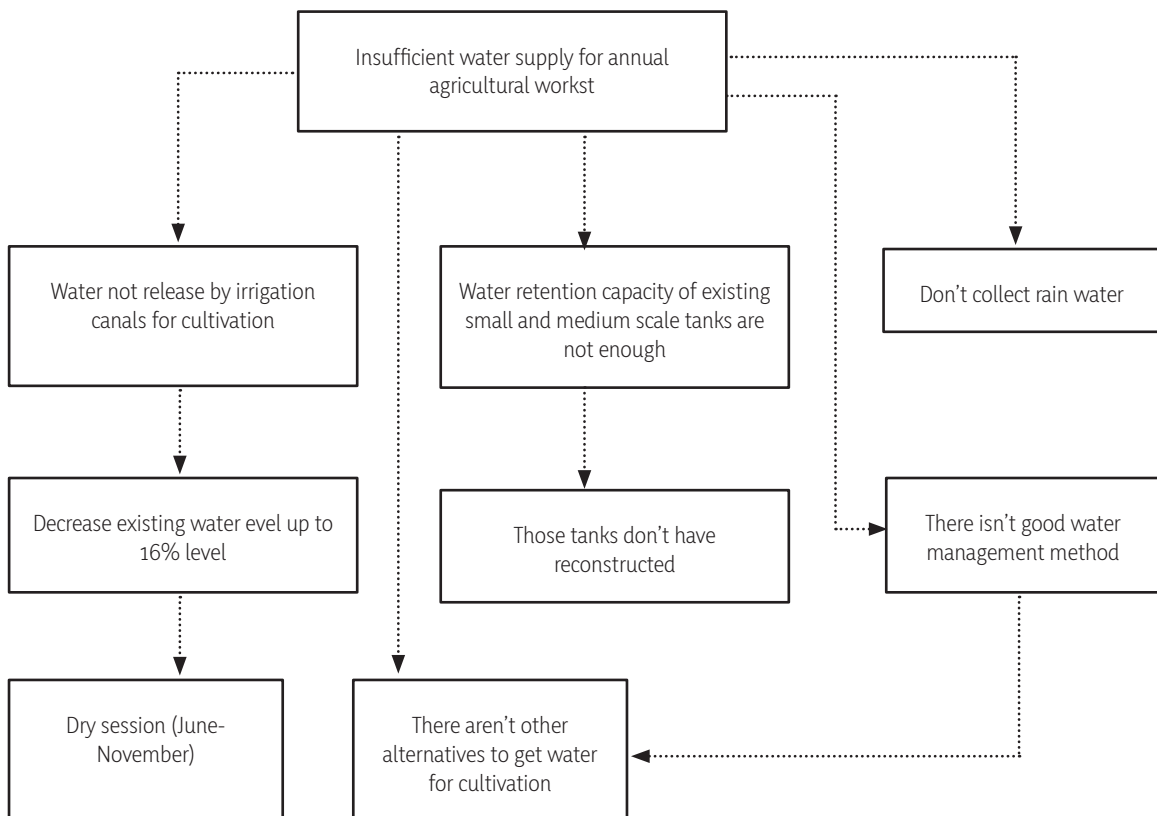 Insufficient water supply for annual
agricultural workst
Water not release by irrigation
canals for cultivation
Water retention capacity of existing
small and medium scale tanks are
not enough
Don't collect rain water
Decrease existing water evel up to
16% level
Those tanks don't have
reconstructed
There isn't good water
management method
Dry session (June-
November)
There aren't other
alternatives to get water
for cultivation